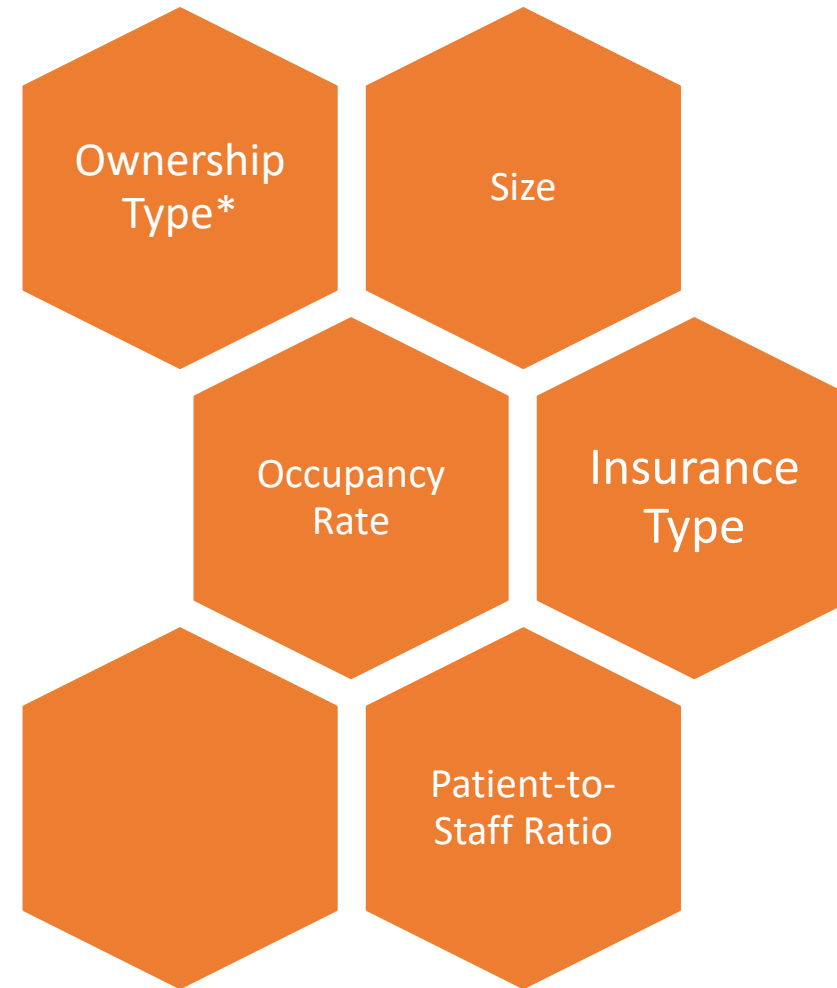 Ownership
Type*
Size
Occupancy
Rate
Insurance
Type
Patient-to-
Staff Ratio